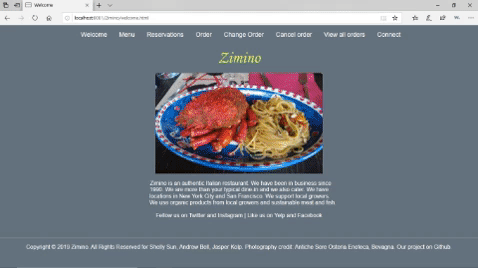 Welcome
localhost:8081/Zimino/welcome.html
Welcome Menu Reservations Order Change Order Cancel order View all orders Connect
Zimino
Zimino is an authentic Italian restaurant. We have been in business since
1980. We are more than your typical dine in and we also cater. We have
locations in New York City and San Francisco. We support local growers.
We use organic products from local growers and sustainable meat and fish.
Follow us on Twitter and Instagram | Like us on Yelp and Facebook
Copyright © 2019 Zimino. All Rights Reserved for Shelly Sun, Andrew Bell, Jasper Kolp. Photography credit: Antiche Sere Osteria Enoteca, Bevagna. Our project on Github.